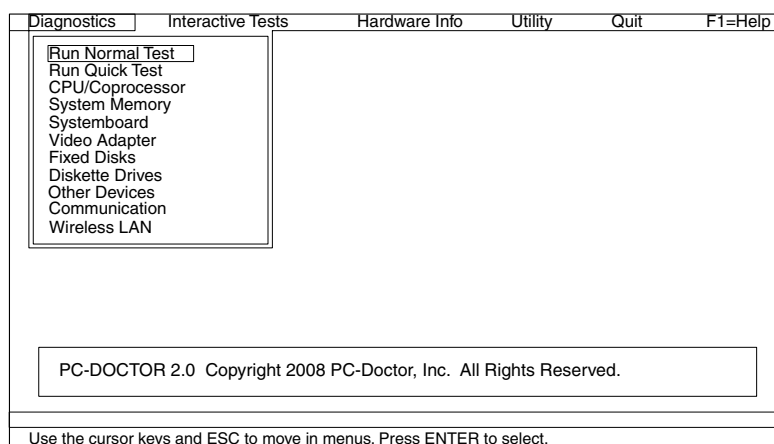 Diagnostics Interactive Tests Hardware Info Utility Quit F1=Help
Run Normal Test
Run Quick Test
CPU/Coprocessor
System Memory
Systemboard
Video Adapter
Fixed Disks
Diskette Drives
Other Devices
Communication
Wireless LAN
PC-DOCTOR 2.0 Copyright 2008 PC-Doctor, Inc. All Rights Reserved.
Use the cursor keys and ESC to move in menus. Press ENTER to select.